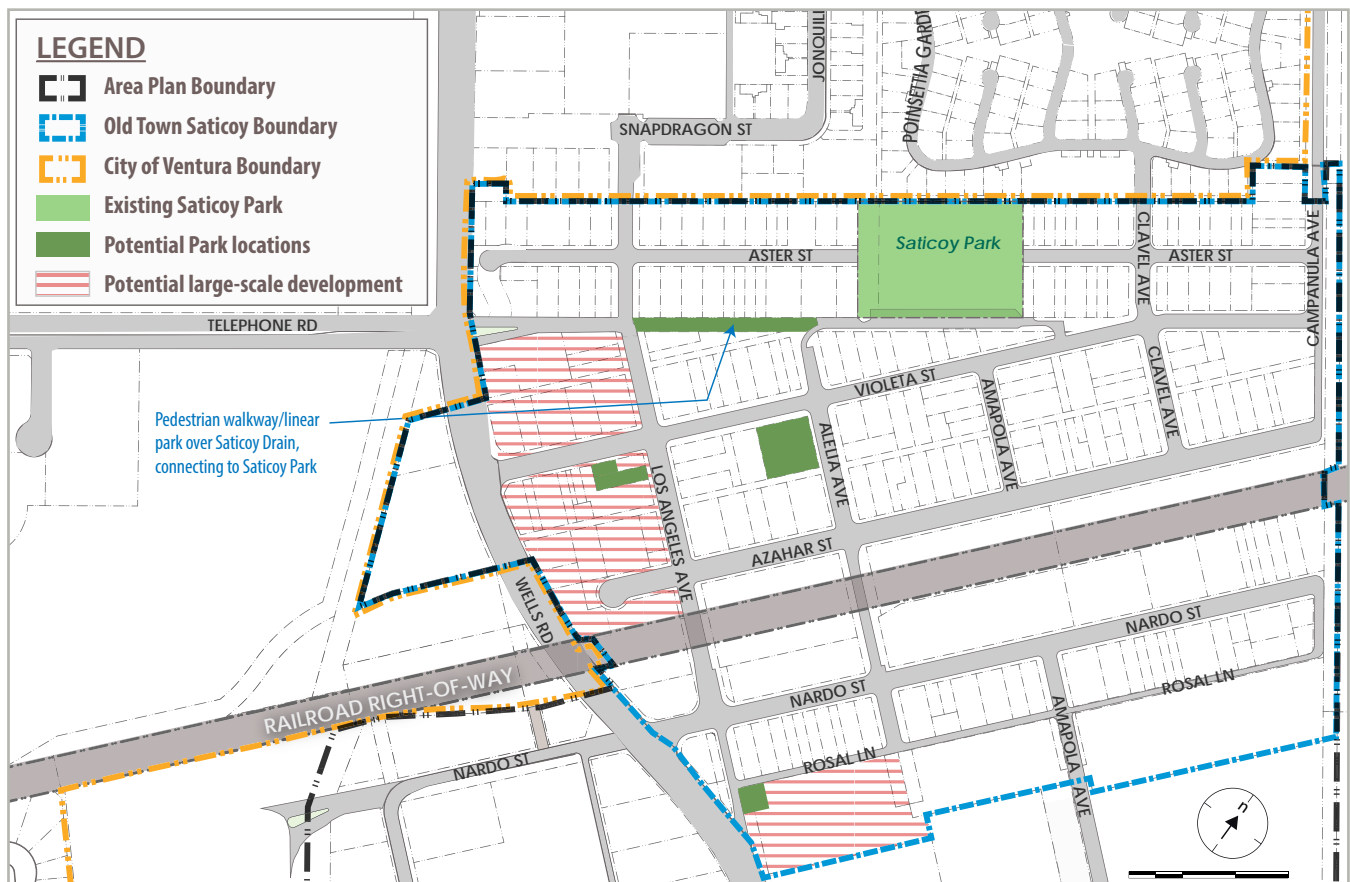 LEGEND
Area Plan Boundary
Old Town Saticoy Boundary
City of Ventura Boundary
Existing Saticoy Park
Potential Park locations
Potential large-scale development
JONQUIL
POINSETTIA GARD
SNAPDRAGON ST
Saticoy Park
ASTER ST
CLAVEL AVE
ASTER ST
CAMPANULA AVE
TELEPHONE RD
Pedestrian walkway/linear
park over Saticoy Drain,
connecting to Saticoy Park
VIOLETA ST
AMAPOLA AVE
CLAVEL AVE
ALELIA AVE
LOS ANGELES AVE
AZAHAR ST
WELLS RD
NARDO ST
RAILROAD RIGHT-OF-WAY
NARDO ST
ROSAL LN
AMAPOLA AVE
NARDO ST
ROSAL LN
n